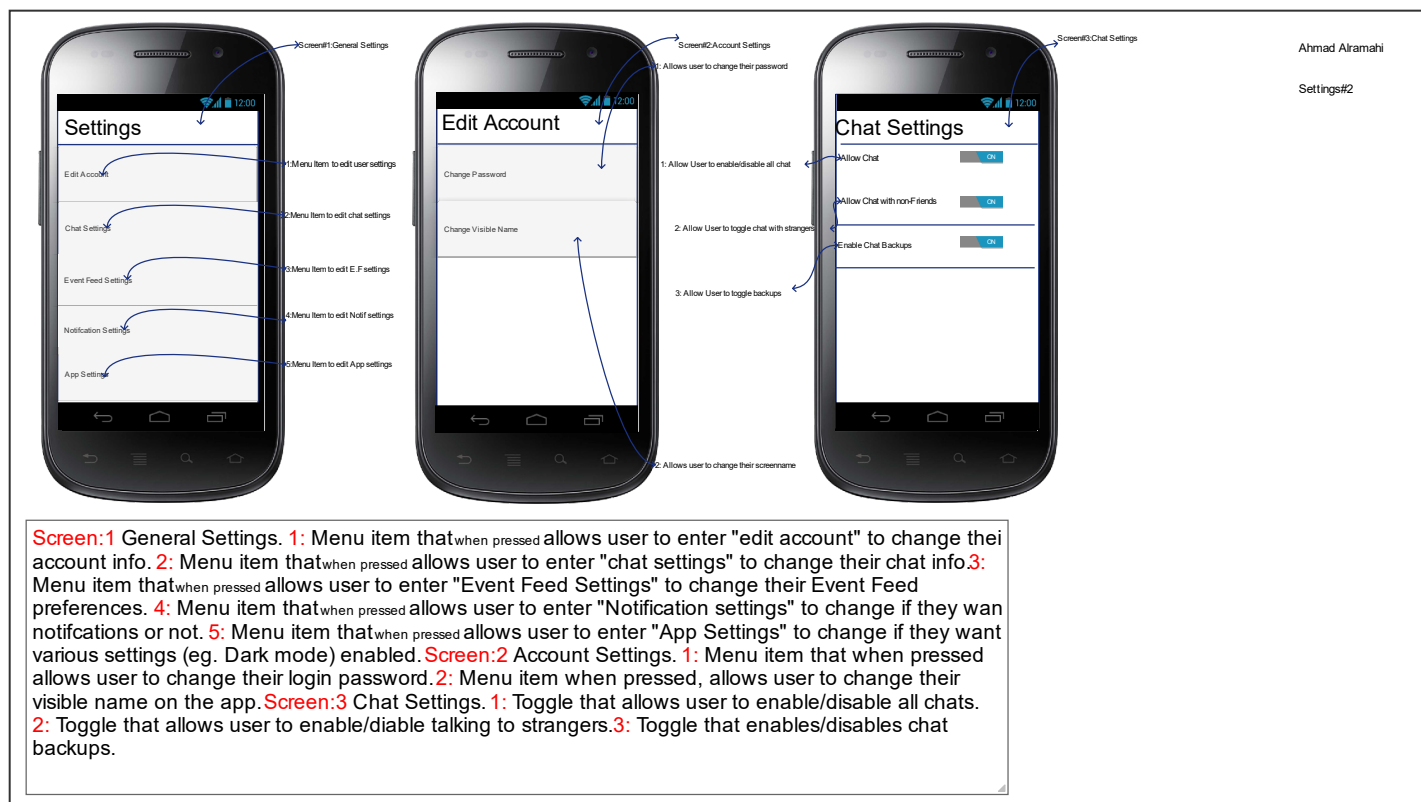 Screen#1:General Settings
Screen#2:Account Settings
Screen#3:Chat Settings
Ahmad Alramahi
Settings#2
12:00
Settings
Edit Account
Chat Settings
Event Feed Settings
Notifcation Settings
App Settings
1:Menu Item to edit user settings
2:Menu Item to edit chat settings
3:Menu Item to edit E.F settings
4:Menu Item to edit Notif settings
5:Menu Item to edit App settings
1: Allows user to change their password
12:00
Edit Account
Change Password
Change Visible Name
2: Allows user to change their screenname
12:00
Chat Settings
Allow Chat
ON
Allow Chat with non-Friends
ON
Enable Chat Backups
ON
1: Allow User to enable/disable all chat
2: Allow User to toggle chat with strangers
3: Allow User to toggle backups
Screen:1 General Settings. 1: Menu item that when pressed allows user to enter "edit account" to change thei
account info. 2: Menu item that when pressed allows user to enter "chat settings" to change their chat info.3:
Menu item that when pressed allows user to enter "Event Feed Settings" to change their Event Feed
preferences. 4: Menu item that when pressed allows user to enter "Notification settings" to change if they wan
notifcations or not. 5: Menu item that when pressed allows user to enter "App Settings" to change if they want
various settings (eg. Dark mode) enabled. Screen:2 Account Settings. 1: Menu item that when pressed
allows user to change their login password. 2: Menu item when pressed, allows user to change their
visible name on the app. Screen:3 Chat Settings. 1: Toggle that allows user to enable/disable all chats.
2: Toggle that allows user to enable/diable talking to strangers.3: Toggle that enables/disables chat
backups.